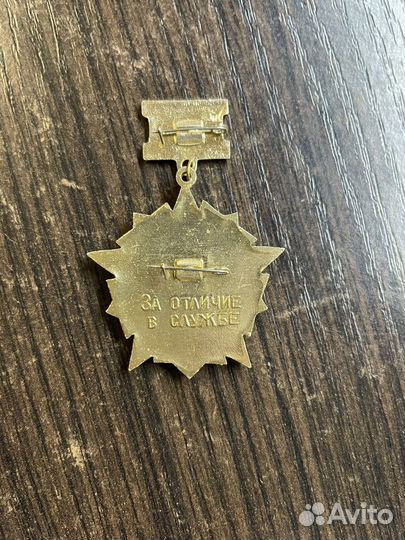 За отличие
в службе
Avito